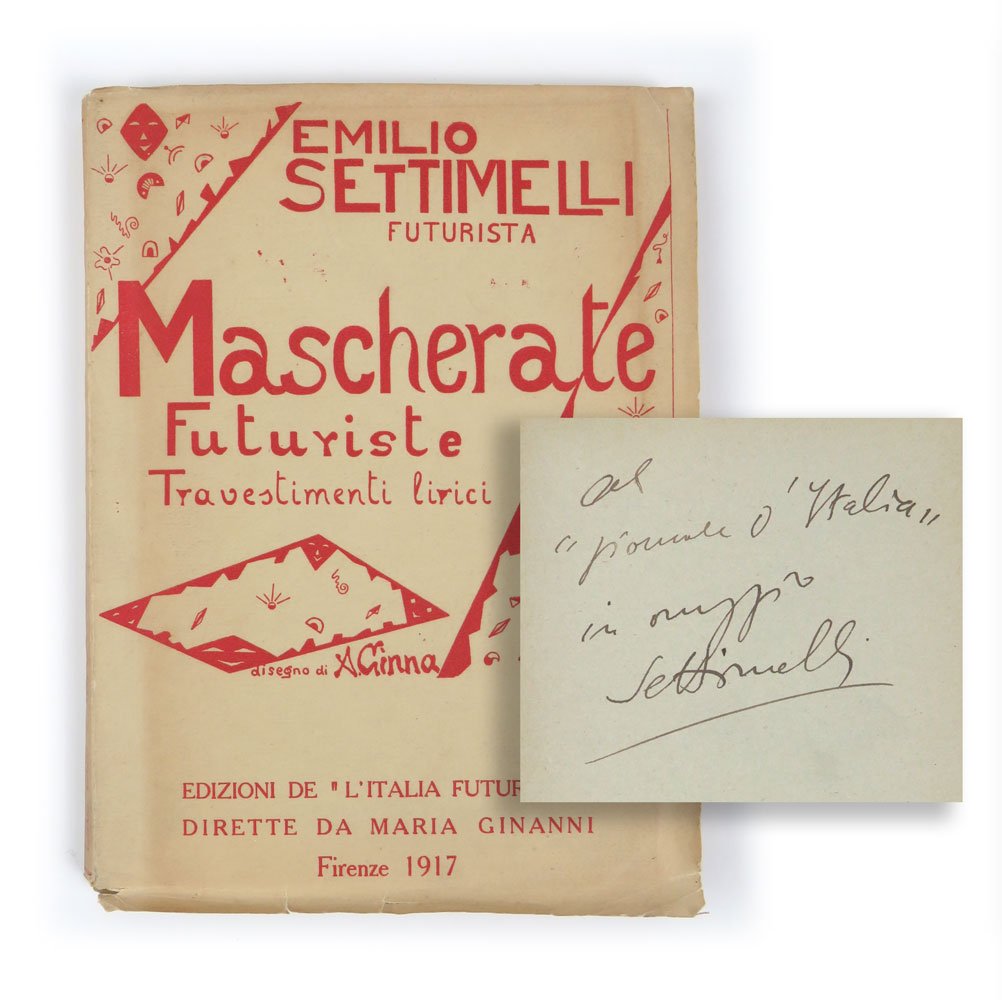 EMILIO
SETTIMELLI
FUTURISTA
Mascherate
Futuriste
Travestimenti lirici
disegno di A. Ginna
EDIZIONI DE "L'ITALIA FUTUR
DIRETTE DA MARIA GINANNI
Firenze 1917
al
"giornale d'Italia„
in omaggio
Settimelli